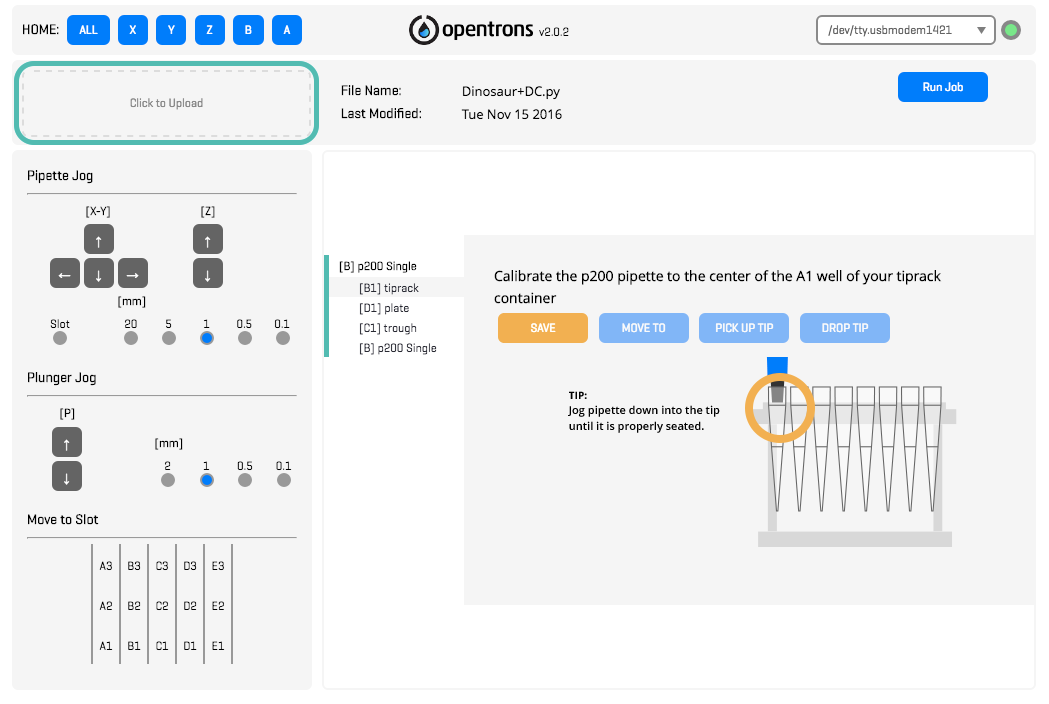 HOME: ALL X Y Z B A
opentrons v2.0.2
/dev/tty.usbmodem1421
Click to Upload
File Name: Dinosaur+DC.py
Last Modified: Tue Nov 15 2016
Run Job
Pipette Jog
[X-Y] [Z]
↑ ↑
← ↓ → ↓
[mm]
Slot 20 5 1 0.5 0.1
Plunger Jog
[P]
↑
↓
[mm]
2 1 0.5 0.1
Move to Slot
A3 B3 C3 D3 E3
A2 B2 C2 D2 E2
A1 B1 C1 D1 E1
[B] p200 Single
[B1] tiprack
[D1] plate
[C1] trough
[B] p200 Single
Calibrate the p200 pipette to the center of the A1 well of your tiprack
container
SAVE MOVE TO PICK UP TIP DROP TIP
TIP:
Jog pipette down into the tip
until it is properly seated.